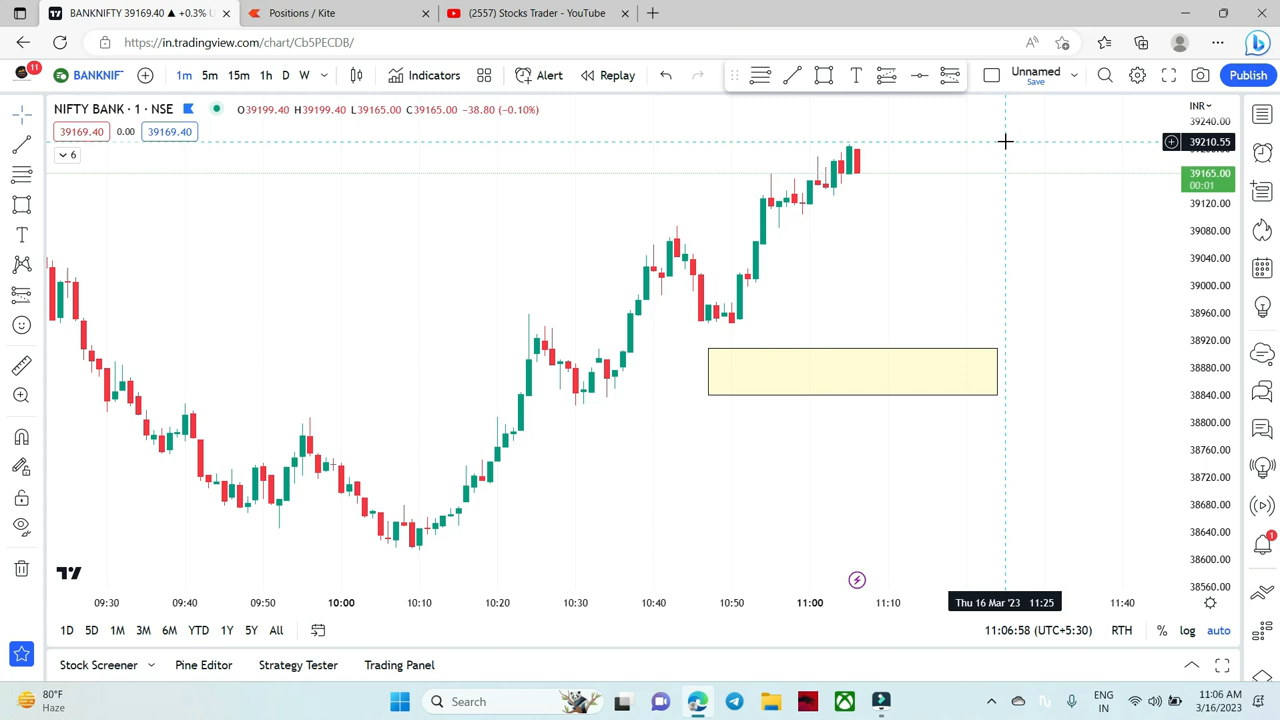 BANKNIFTY 39169.40 ▲ +0.3% U
Positions / Kite
(2357) Stocks Trader - YouTube
https://in.tradingview.com/chart/Cb5PECDB/
11
BANKNIF
1m 5m 15m 1h D W
Indicators
Alert
Replay
T
Unnamed
Save
Publish
NIFTY BANK · 1 · NSE
O39199.40 H39199.40 L39165.00 C39165.00 -38.80 (-0.10%)
39169.40 0.00 39169.40
6
INR
39240.00
39210.55
39165.00
00:01
39120.00
39080.00
39040.00
39000.00
38960.00
38920.00
38880.00
38840.00
38800.00
38760.00
38720.00
38680.00
38640.00
38600.00
38560.00
09:30 09:40 09:50 10:00 10:10 10:20 10:30 10:40 10:50 11:00 11:10 Thu 16 Mar '23 11:25 11:40
1D 5D 1M 3M 6M YTD 1Y 5Y All
11:06:58 (UTC+5:30) RTH % log auto
1
Stock Screener Pine Editor Strategy Tester Trading Panel
80°F
Haze
Search
ENG
IN
11:06 AM
3/16/2023